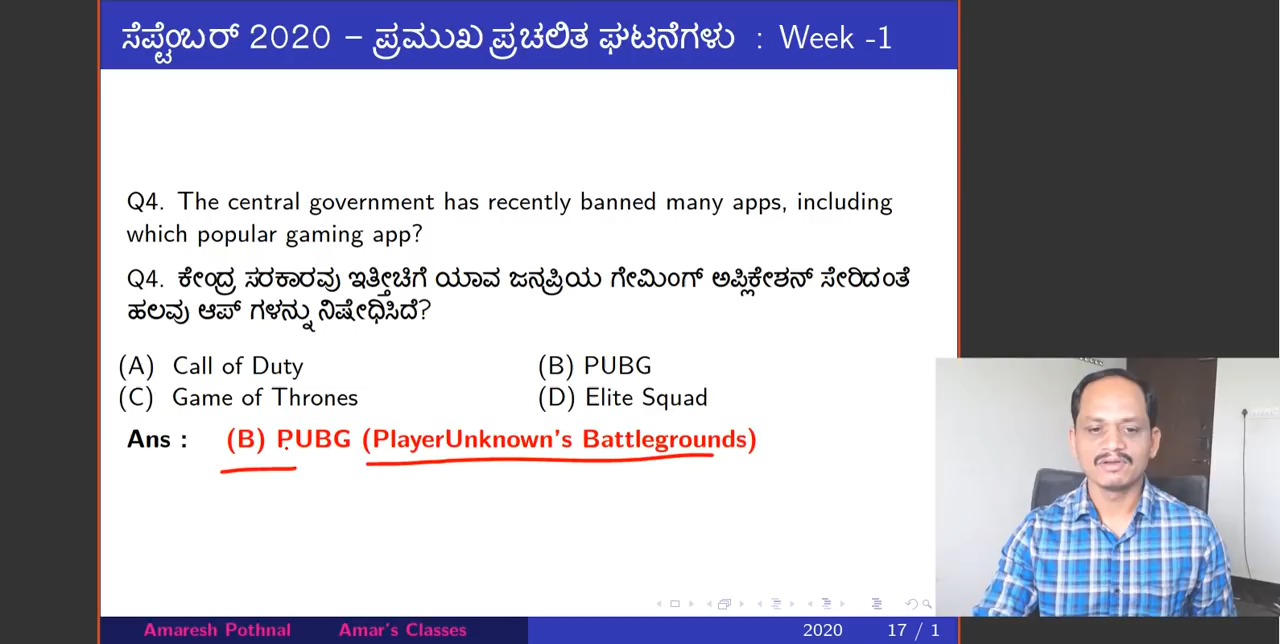 ಸೆಪ್ಟೆಂಬರ್ 2020 – ಪ್ರಮುಖ ಪ್ರಚಲಿತ ಘಟನೆಗಳು : Week -1
Q4. The central government has recently banned many apps, including
which popular gaming app?
Q4. ಕೇಂದ್ರ ಸರಕಾರವು ಇತ್ತೀಚಿಗೆ ಯಾವ ಜನಪ್ರಿಯ ಗೇಮಿಂಗ್ ಅಪ್ಲಿಕೇಶನ್ ಸೇರಿದಂತೆ
ಹಲವು ಆಪ್ ಗಳನ್ನು ನಿಷೇಧಿಸಿದೆ?
(A) Call of Duty (B) PUBG
(C) Game of Thrones (D) Elite Squad
Ans : (B) PUBG (PlayerUnknown's Battlegrounds)
Amaresh Pothnal Amar's Classes 2020 17 / 1